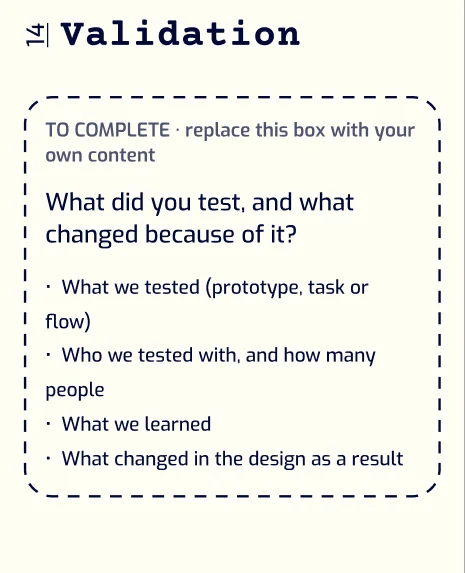 14 Validation
TO COMPLETE · replace this box with your
own content
What did you test, and what
changed because of it?
· What we tested (prototype, task or
flow)
· Who we tested with, and how many
people
· What we learned
· What changed in the design as a result